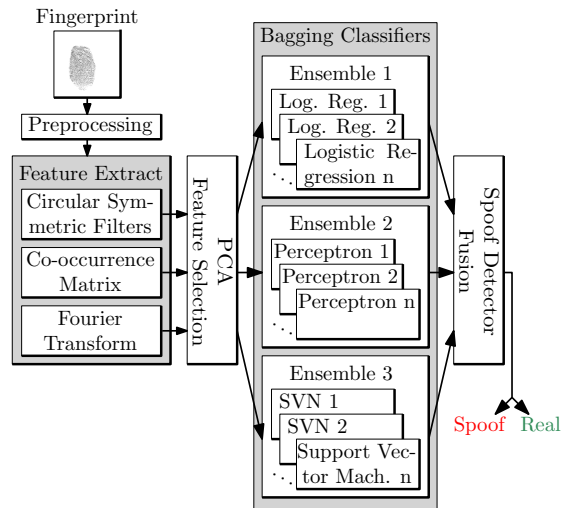 Fingerprint
Preprocessing
Feature Extract
Circular Sym-
metric Filters
Co-occurrence
Matrix
Fourier
Transform
PCA
Feature Selection
Bagging Classifiers
Ensemble 1
Log. Reg. 1
Log. Reg. 2
Logistic Re-
gression n
...
Ensemble 2
Perceptron 1
Perceptron 2
Perceptron n
...
Ensemble 3
SVN 1
SVN 2
Support Vec-
tor Mach. n
...
Spoof Detector
Fusion
Spoof
Real